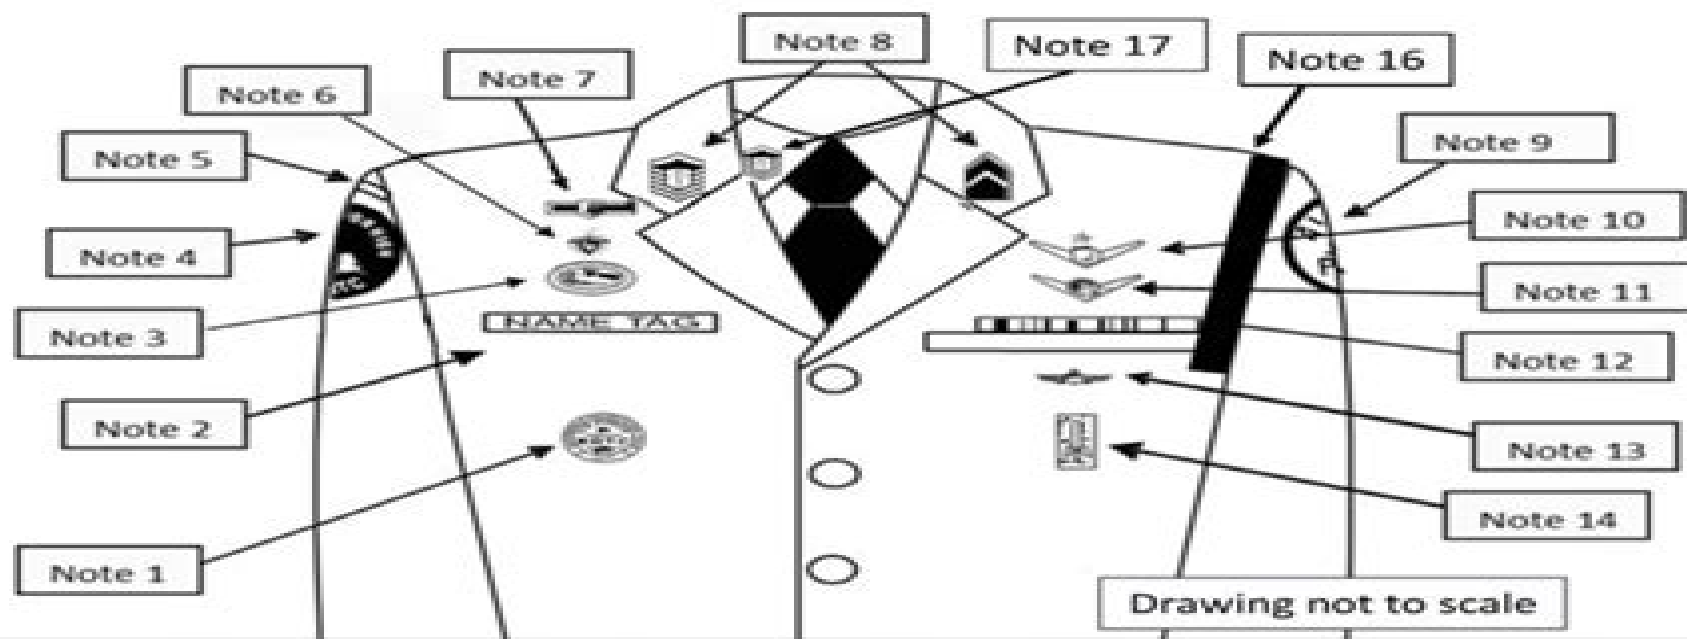 Note 8
Note 17
Note 16
Note 7
Note 6
Note 5
Note 9
Note 10
Note 4
Note 11
Note 3
NAME TAG
Note 12
Note 2
Note 13
Note 14
Note 1
Drawing not to scale